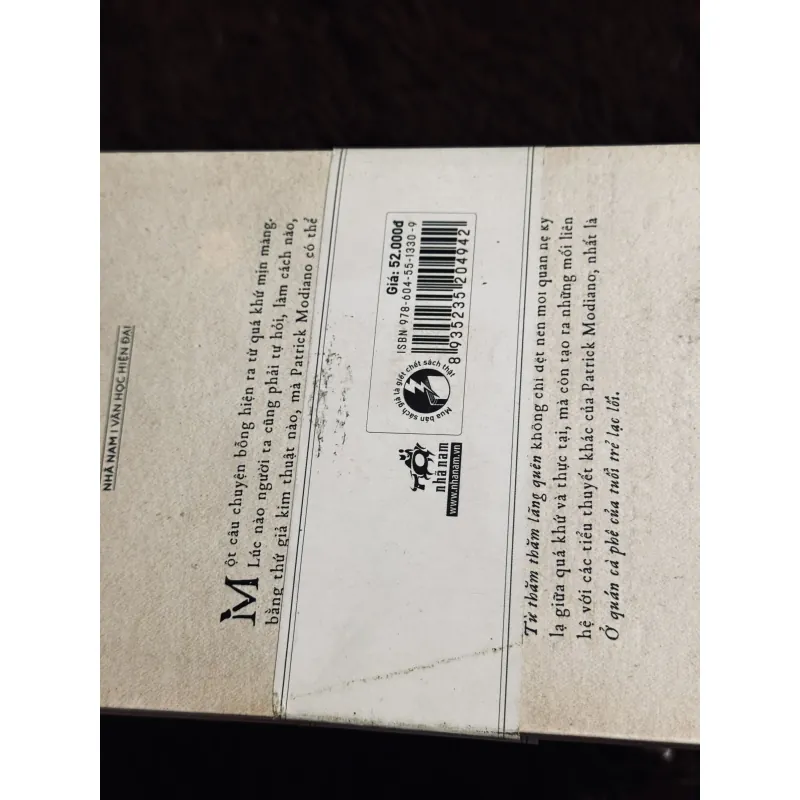 NHÃ NAM | VĂN HỌC HIỆN ĐẠI
Một câu chuyện bỗng hiện ra từ quá khứ mịn màng.
Lúc nào người ta cũng phải tự hỏi, làm cách nào,
bằng thứ giả kim thuật nào, mà Patrick Modiano có thể
Giá: 52.000đ
ISBN 978-604-55-1330-9
8 935235 204942
Mua bán sách giả là giết chết sách thật
nhã nam
www.nhanam.vn
Từ thăm thẳm lãng quên không chỉ dệt nên mối quan hệ kỳ
lạ giữa quá khứ và thực tại, mà còn tạo ra những mối liên
hệ với các tiểu thuyết khác của Patrick Modiano, nhất là
Ở quán cà phê của tuổi trẻ lạc lối.